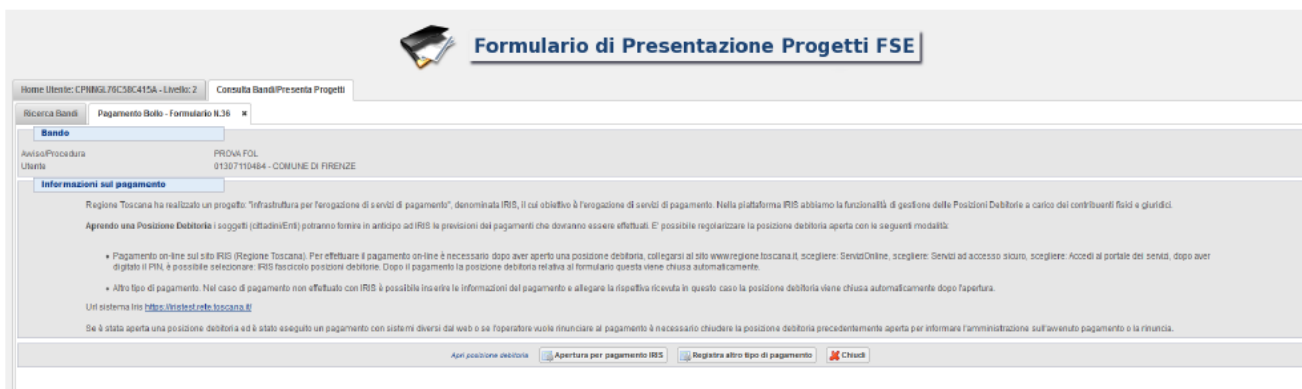 Formulario di Presentazione Progetti FSE
Home Utente: CPNNGL76C58C415A - Livello: 2 Consulta Bandi/Presenta Progetti
Ricerca Bandi Pagamento Bollo - Formulario N.36 ×
Bando
Avviso/Procedura PROVA FOL
Utente 01307110484 - COMUNE DI FIRENZE
Informazioni sul pagamento
Regione Toscana ha realizzato un progetto: "infrastruttura per l'erogazione di servizi di pagamento", denominata IRIS, il cui obiettivo è l'erogazione di servizi di pagamento. Nella piattaforma IRIS abbiamo la funzionalità di gestione delle Posizioni Debitorie a carico dei contribuenti fisici e giuridici.
Aprendo una Posizione Debitoria i soggetti (cittadini/Enti) potranno fornire in anticipo ad IRIS le previsioni dei pagamenti che dovranno essere effettuati. E' possibile regolarizzare la posizione debitoria aperta con le seguenti modalità:
• Pagamento on-line sul sito IRIS (Regione Toscana). Per effettuare il pagamento on-line è necessario dopo aver aperto una posizione debitoria, collegarsi al sito www.regione.toscana.it, scegliere: ServiziOnline, scegliere: Servizi ad accesso sicuro, scegliere: Accedi al portale dei servizi, dopo aver
digitato il PIN, è possibile selezionare: IRIS fascicolo posizioni debitorie. Dopo il pagamento la posizione debitoria relativa al formulario questa viene chiusa automaticamente.
• Altro tipo di pagamento. Nel caso di pagamento non effettuato con IRIS è possibile inserire le informazioni del pagamento e allegare la rispettiva ricevuta in questo caso la posizione debitoria viene chiusa automaticamente dopo l'apertura.
Url sistema Iris https://iristest.rete.toscana.it/
Se è stata aperta una posizione debitoria ed è stato eseguito un pagamento con sistemi diversi dal web o se l'operatore vuole rinunciare al pagamento è necessario chiudere la posizione debitoria precedentemente aperta per informare l'amministrazione sull'avvenuto pagamento o la rinuncia.
Apri posizione debitoria Apertura per pagamento IRIS Registra altro tipo di pagamento Chiudi